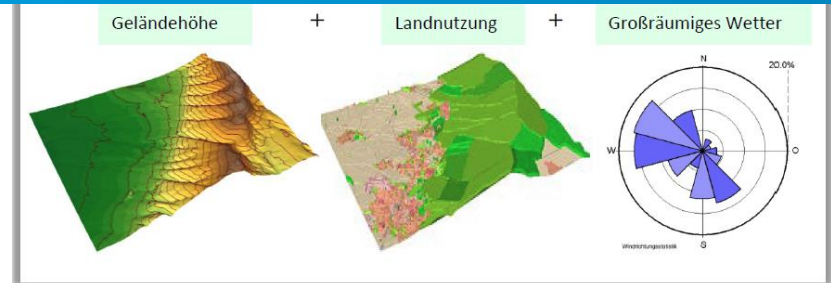 Geländehöhe + Landnutzung + Großräumiges Wetter
N
20.0%
W
O
S
Windrichtungsstatistik